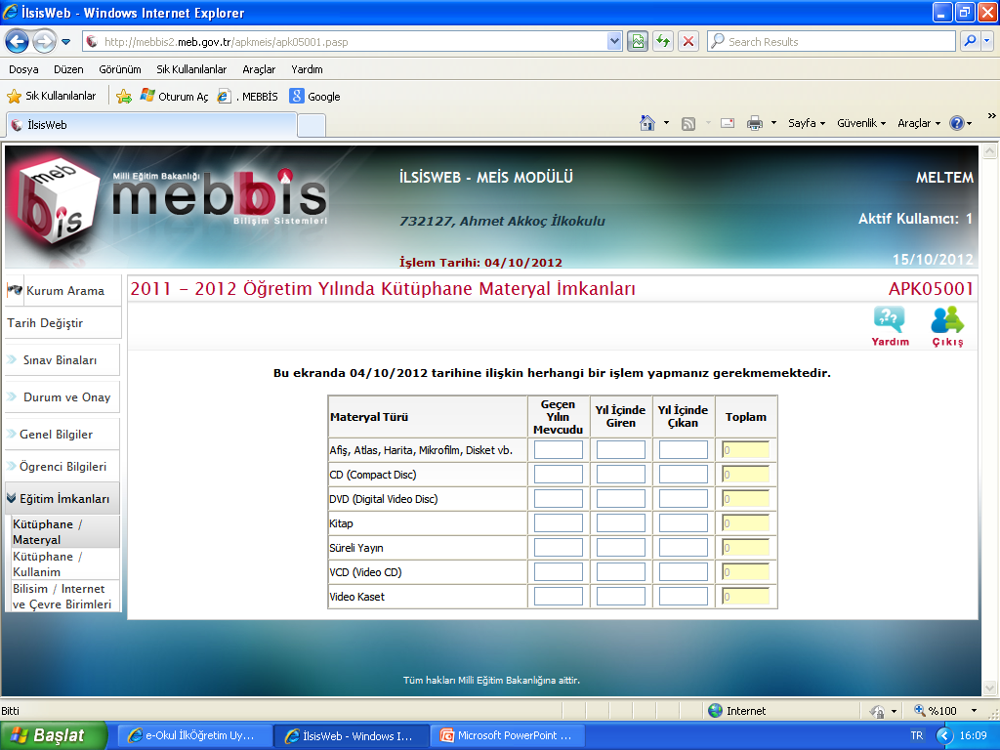 İlsisWeb - Windows Internet Explorer
http://mebbis2.meb.gov.tr/apkmeis/apk05001.pasp
Search Results
Dosya Düzen Görünüm Sık Kullanılanlar Araçlar Yardım
Sık Kullanılanlar Oturum Aç . MEBBİS Google
İlsisWeb
Sayfa Güvenlik Araçlar »
meb
b
is
Milli Eğitim Bakanlığı
mebbis
Bilişim Sistemleri
İLSİSWEB - MEİS MODÜLÜ
MELTEM
732127, Ahmet Akkoç İlkokulu
Aktif Kullanıcı: 1
İşlem Tarihi: 04/10/2012
15/10/2012
Kurum Arama
Tarih Değiştir
Sınav Binaları
Durum ve Onay
Genel Bilgiler
Ögrenci Bilgileri
Eğitim İmkanları
Kütüphane /
Materyal
Kütüphane /
Kullanim
Bilisim / Internet
ve Çevre Birimleri
2011 - 2012 Öğretim Yılında Kütüphane Materyal İmkanları
APK05001
Yardım Çıkış
Bu ekranda 04/10/2012 tarihine ilişkin herhangi bir işlem yapmanız gerekmemektedir.
Materyal Türü
Geçen
Yılın
Mevcudu
Yıl İçinde
Giren
Yıl İçinde
Çıkan
Toplam
Afiş, Atlas, Harita, Mikrofilm, Disket vb. 0
CD (Compact Disc) 0
DVD (Digital Video Disc) 0
Kitap 0
Süreli Yayın 0
VCD (Video CD) 0
Video Kaset 0
Tüm hakları Milli Eğitim Bakanlığına aittir.
Bitti
Internet
%100
Başlat
e-Okul İlKÖğretim Uy...
İlsisWeb - Windows I...
Microsoft PowerPoint ...
TR
16:09